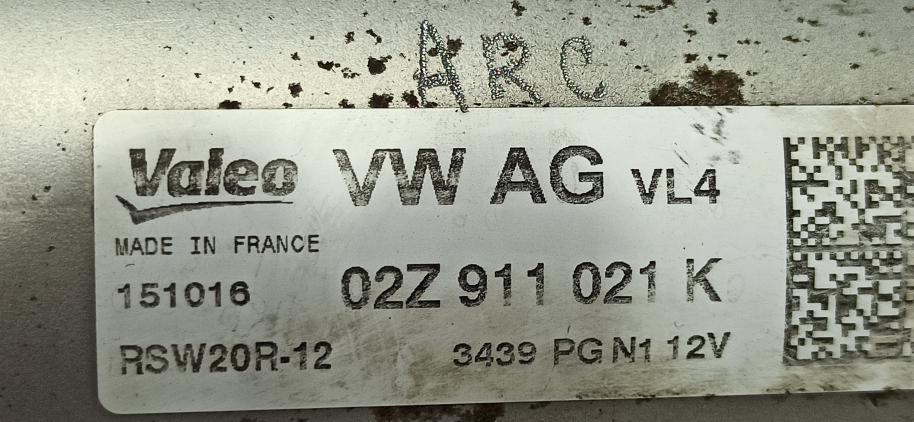 ARC
Valeo VW AG VL4
MADE IN FRANCE
151016 02Z 911 021 K
RSW20R-12 3439 PG N1 12V